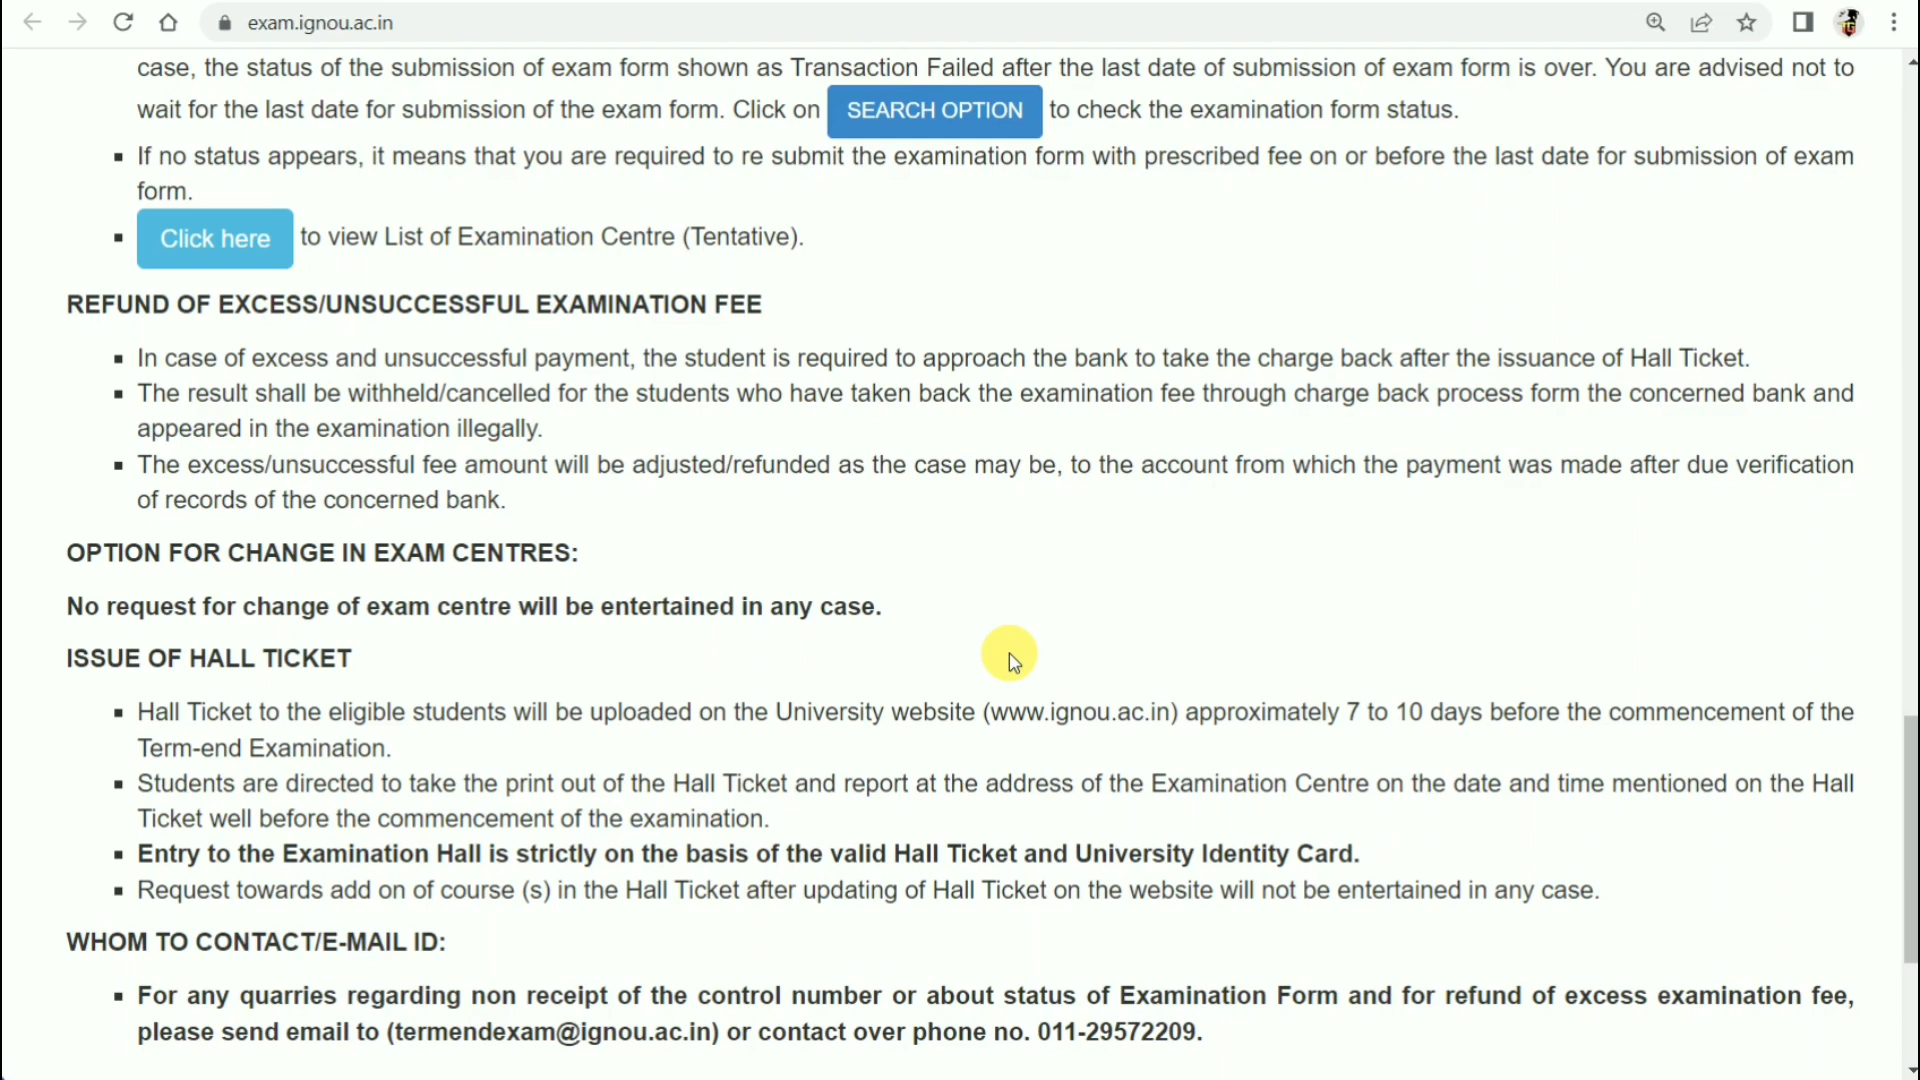 exam.ignou.ac.in
case, the status of the submission of exam form shown as Transaction Failed after the last date of submission of exam form is over. You are advised not to
wait for the last date for submission of the exam form. Click on SEARCH OPTION to check the examination form status.
▪ If no status appears, it means that you are required to re submit the examination form with prescribed fee on or before the last date for submission of exam
form.
▪ Click here to view List of Examination Centre (Tentative).
REFUND OF EXCESS/UNSUCCESSFUL EXAMINATION FEE
▪ In case of excess and unsuccessful payment, the student is required to approach the bank to take the charge back after the issuance of Hall Ticket.
▪ The result shall be withheld/cancelled for the students who have taken back the examination fee through charge back process form the concerned bank and
appeared in the examination illegally.
▪ The excess/unsuccessful fee amount will be adjusted/refunded as the case may be, to the account from which the payment was made after due verification
of records of the concerned bank.
OPTION FOR CHANGE IN EXAM CENTRES:
No request for change of exam centre will be entertained in any case.
ISSUE OF HALL TICKET
▪ Hall Ticket to the eligible students will be uploaded on the University website (www.ignou.ac.in) approximately 7 to 10 days before the commencement of the
Term-end Examination.
▪ Students are directed to take the print out of the Hall Ticket and report at the address of the Examination Centre on the date and time mentioned on the Hall
Ticket well before the commencement of the examination.
▪ Entry to the Examination Hall is strictly on the basis of the valid Hall Ticket and University Identity Card.
▪ Request towards add on of course (s) in the Hall Ticket after updating of Hall Ticket on the website will not be entertained in any case.
WHOM TO CONTACT/E-MAIL ID:
▪ For any quarries regarding non receipt of the control number or about status of Examination Form and for refund of excess examination fee,
please send email to (termendexam@ignou.ac.in) or contact over phone no. 011-29572209.